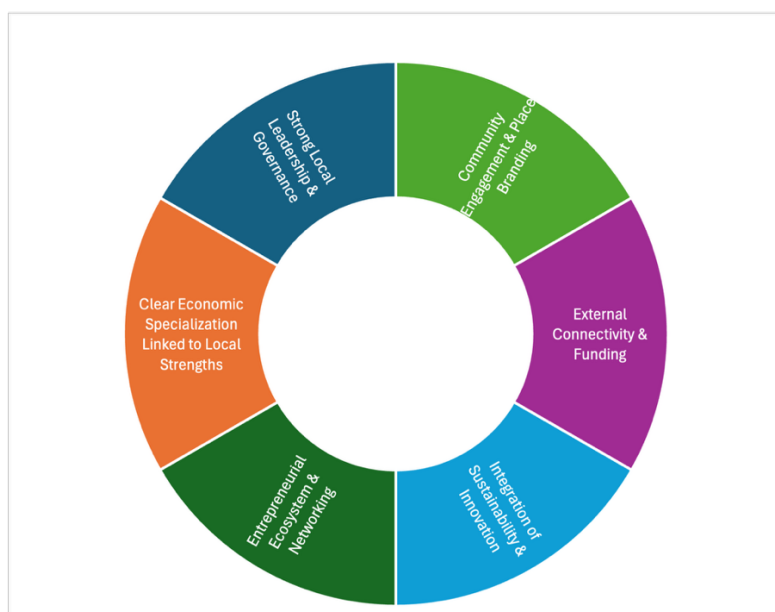 Strong Local
Leadership &
Governance
Community
Engagement & Place
Branding
Clear Economic
Specialization
Linked to Local
Strengths
External
Connectivity &
Funding
Entrepreneurial
Ecosystem &
Networking
Integration of
Sustainability &
Innovation